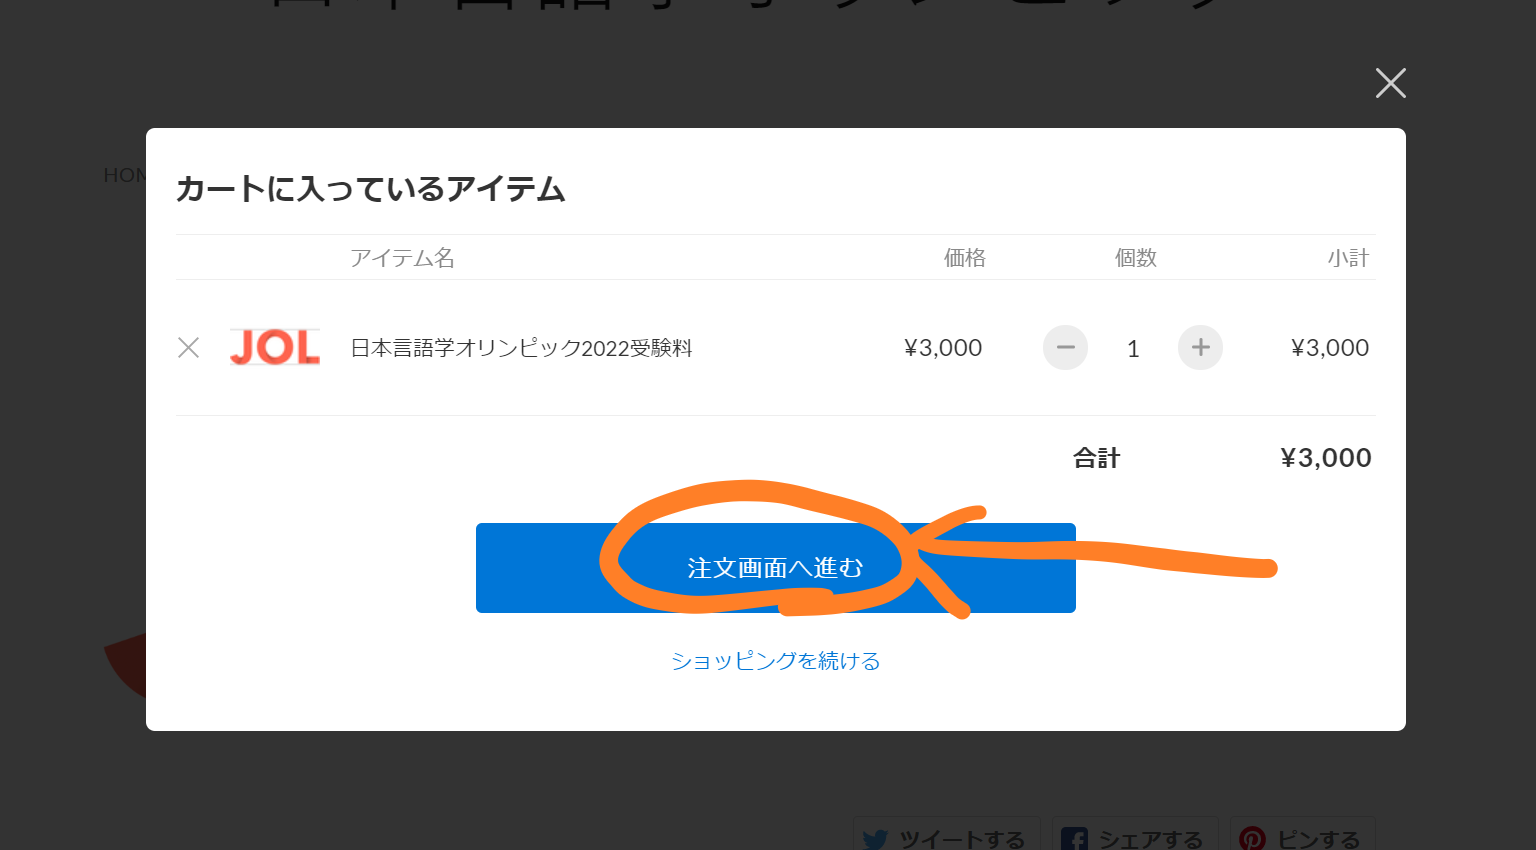 HOM
カートに入っているアイテム
アイテム名 価格 個数 小計
JOL 日本言語学オリンピック2022受験料 ¥3,000 1 ¥3,000
合計 ¥3,000
注文画面へ進む
ショッピングを続ける
ツイートする シェアする ピンする